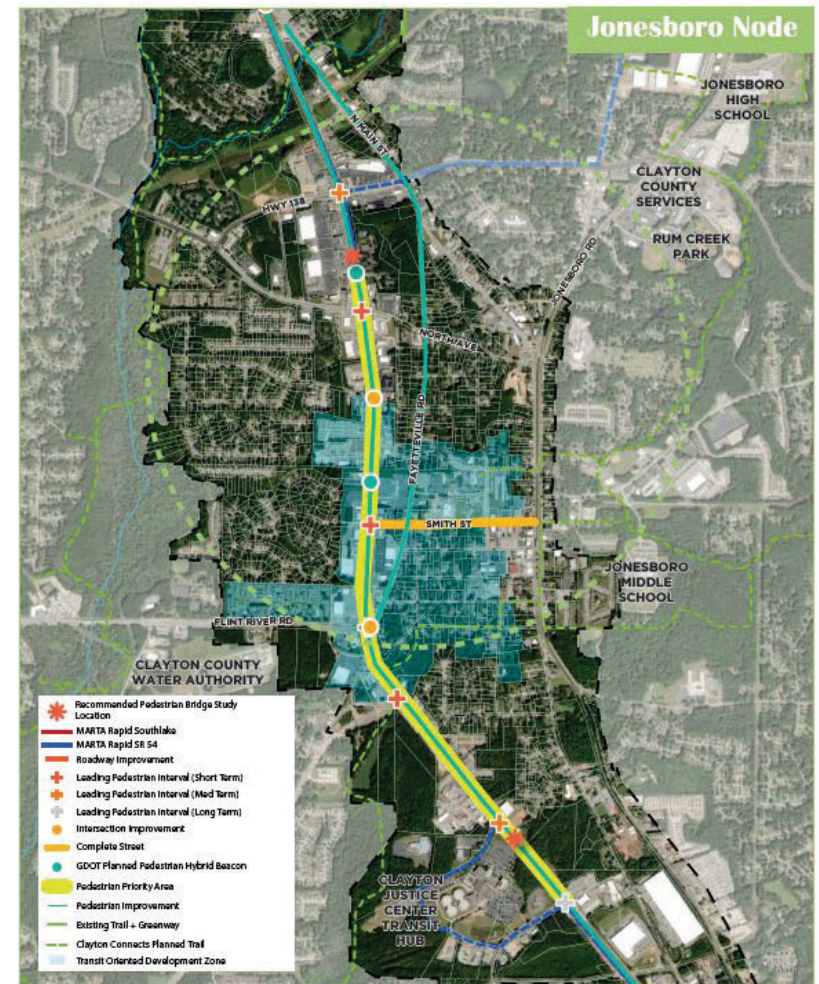 Jonesboro Node
JONESBORO
HIGH
SCHOOL
N MAIN ST
CLAYTON
COUNTY
SERVICES
HWY 138
RUM CREEK
PARK
JONESBORO RD
NORTH AVE
FAYETTEVILLE RD
SMITH ST
JONESBORO
MIDDLE
SCHOOL
FLINT RIVER RD
CLAYTON COUNTY
WATER AUTHORITY
Recommended Pedestrian Bridge Study
Location
MARTA Rapid Southlake
MARTA Rapid SR 54
Roadway Improvement
Leading Pedestrian Interval (Short Term)
Leading Pedestrian Interval (Med Term)
Leading Pedestrian Interval (Long Term)
Intersection Improvement
Complete Street
GDOT Planned Pedestrian Hybrid Beacon
Pedestrian Priority Area
Pedestrian Improvement
Existing Trail + Greenway
Clayton Connects Planned Trail
Transit Oriented Development Zone
CLAYTON
JUSTICE
CENTER
TRANSIT
HUB